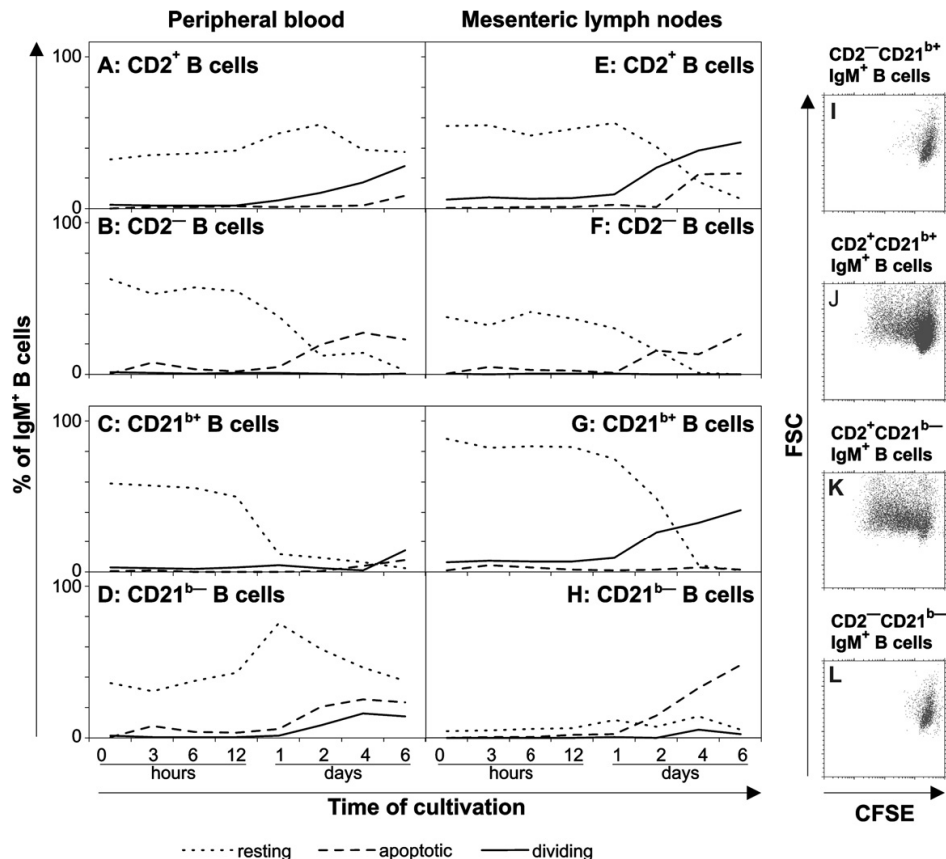 Peripheral blood
Mesenteric lymph nodes
% of IgM⁺ B cells
100
A: CD2⁺ B cells
E: CD2⁺ B cells
0
100
B: CD2⁻ B cells
F: CD2⁻ B cells
0
100
C: CD21ᵇ⁺ B cells
G: CD21ᵇ⁺ B cells
0
100
D: CD21ᵇ⁻ B cells
H: CD21ᵇ⁻ B cells
0
0 3 6 12 1 2 4 6
hours days
0 3 6 12 1 2 4 6
hours days
Time of cultivation
resting apoptotic dividing
FSC
CD2⁻CD21ᵇ⁺
IgM⁺ B cells
I
CD2⁺CD21ᵇ⁺
IgM⁺ B cells
J
CD2⁺CD21ᵇ⁻
IgM⁺ B cells
K
CD2⁻CD21ᵇ⁻
IgM⁺ B cells
L
CFSE